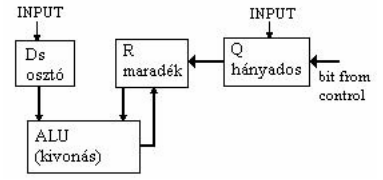 INPUT
INPUT
Ds
osztó
R
maradék
Q
hányados
bit from
control
ALU
(kivonás)